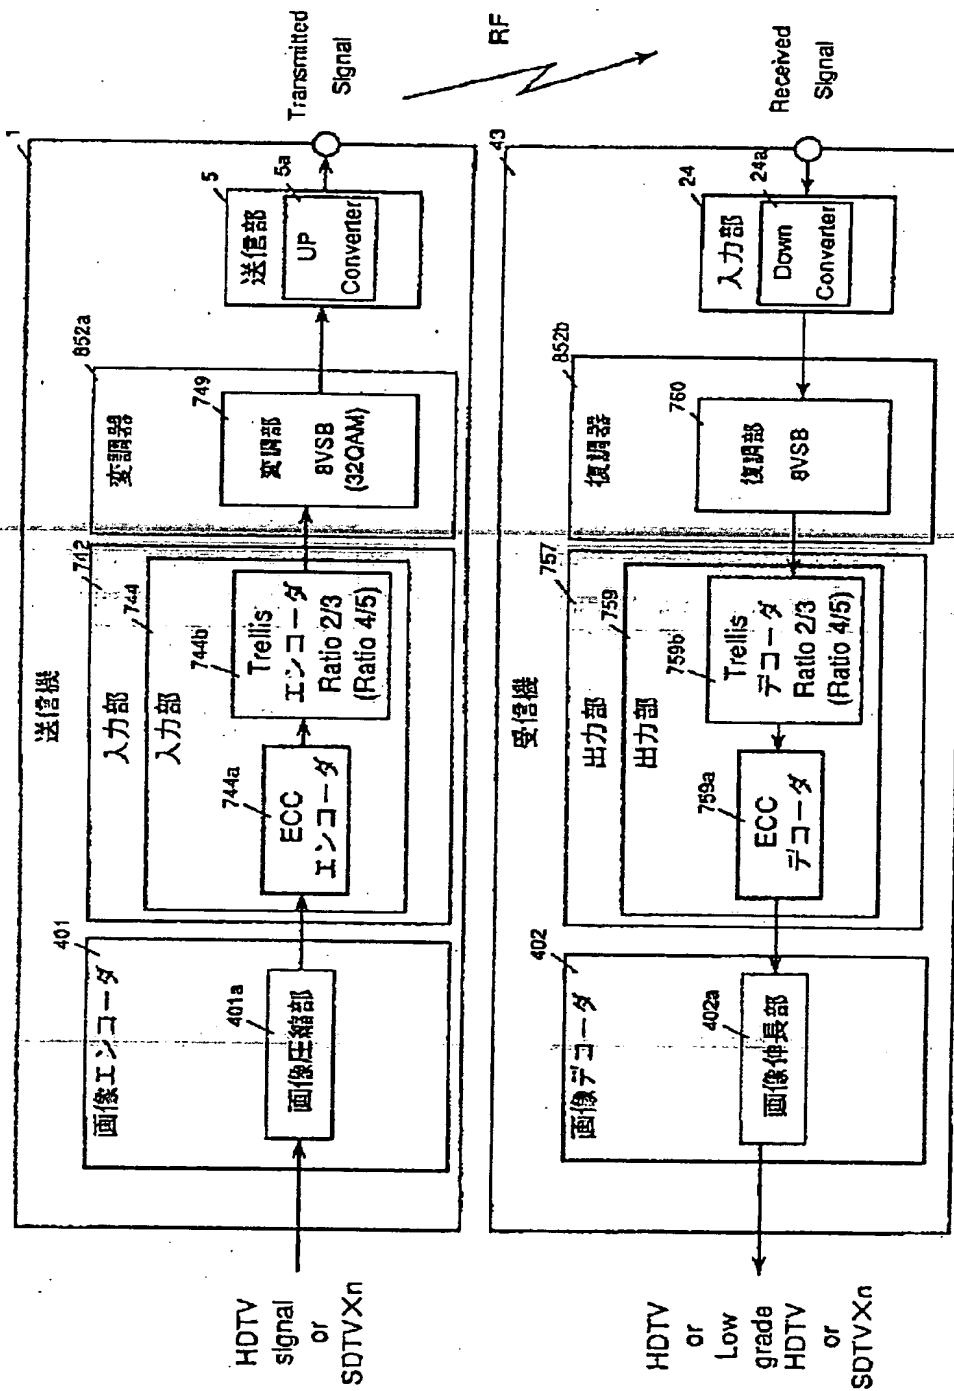 送信機
1
HDTV
signal
or
SDTVXn
画像エンコーダ
401
画像圧縮部
401a
入力部
742
入力部
744
ECC
エンコーダ
744a
Trellis
エンコーダ
Ratio 2/3
(Ratio 4/5)
744b
変調器
852a
変調部
8VSB
(32QAM)
749
送信部
5
UP
Converter
5a
Transmitted
Signal
RF
受信機
43
Received
Signal
入力部
24
Down
Converter
24a
復調器
852b
復調部
8VSB
760
出力部
757
出力部
759
Trellis
デコーダ
Ratio 2/3
(Ratio 4/5)
759b
ECC
デコーダ
759a
画像デコーダ
402
画像伸長部
402a
HDTV
or
Low
grade
HDTV
or
SDTVXn